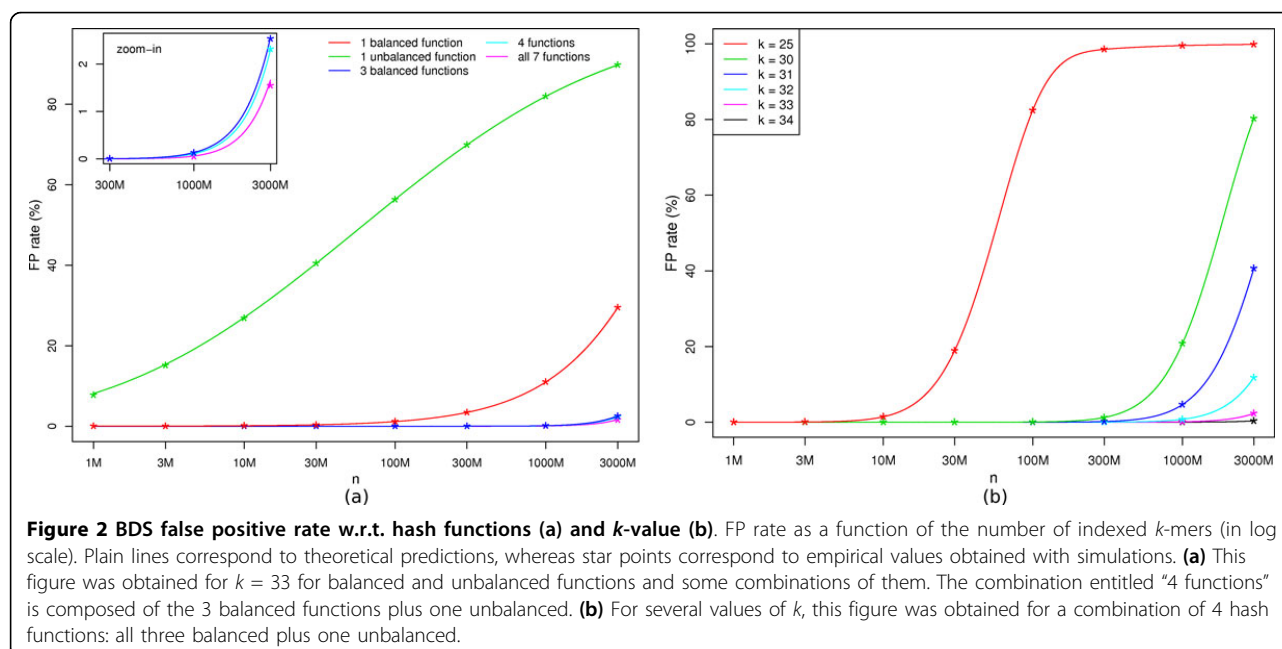 zoom-in
2
1
0
300M 1000M 3000M
1 balanced function
1 unbalanced function
3 balanced functions
4 functions
all 7 functions
FP rate (%)
80
60
40
20
0
1M 3M 10M 30M 100M 300M 1000M 3000M
n
(a)
k = 25
k = 30
k = 31
k = 32
k = 33
k = 34
FP rate (%)
100
80
60
40
20
0
1M 3M 10M 30M 100M 300M 1000M 3000M
n
(b)
Figure 2 BDS false positive rate w.r.t. hash functions (a) and k-value (b). FP rate as a function of the number of indexed k-mers (in log
scale). Plain lines correspond to theoretical predictions, whereas star points correspond to empirical values obtained with simulations. (a) This
figure was obtained for k = 33 for balanced and unbalanced functions and some combinations of them. The combination entitled “4 functions”
is composed of the 3 balanced functions plus one unbalanced. (b) For several values of k, this figure was obtained for a combination of 4 hash
functions: all three balanced plus one unbalanced.